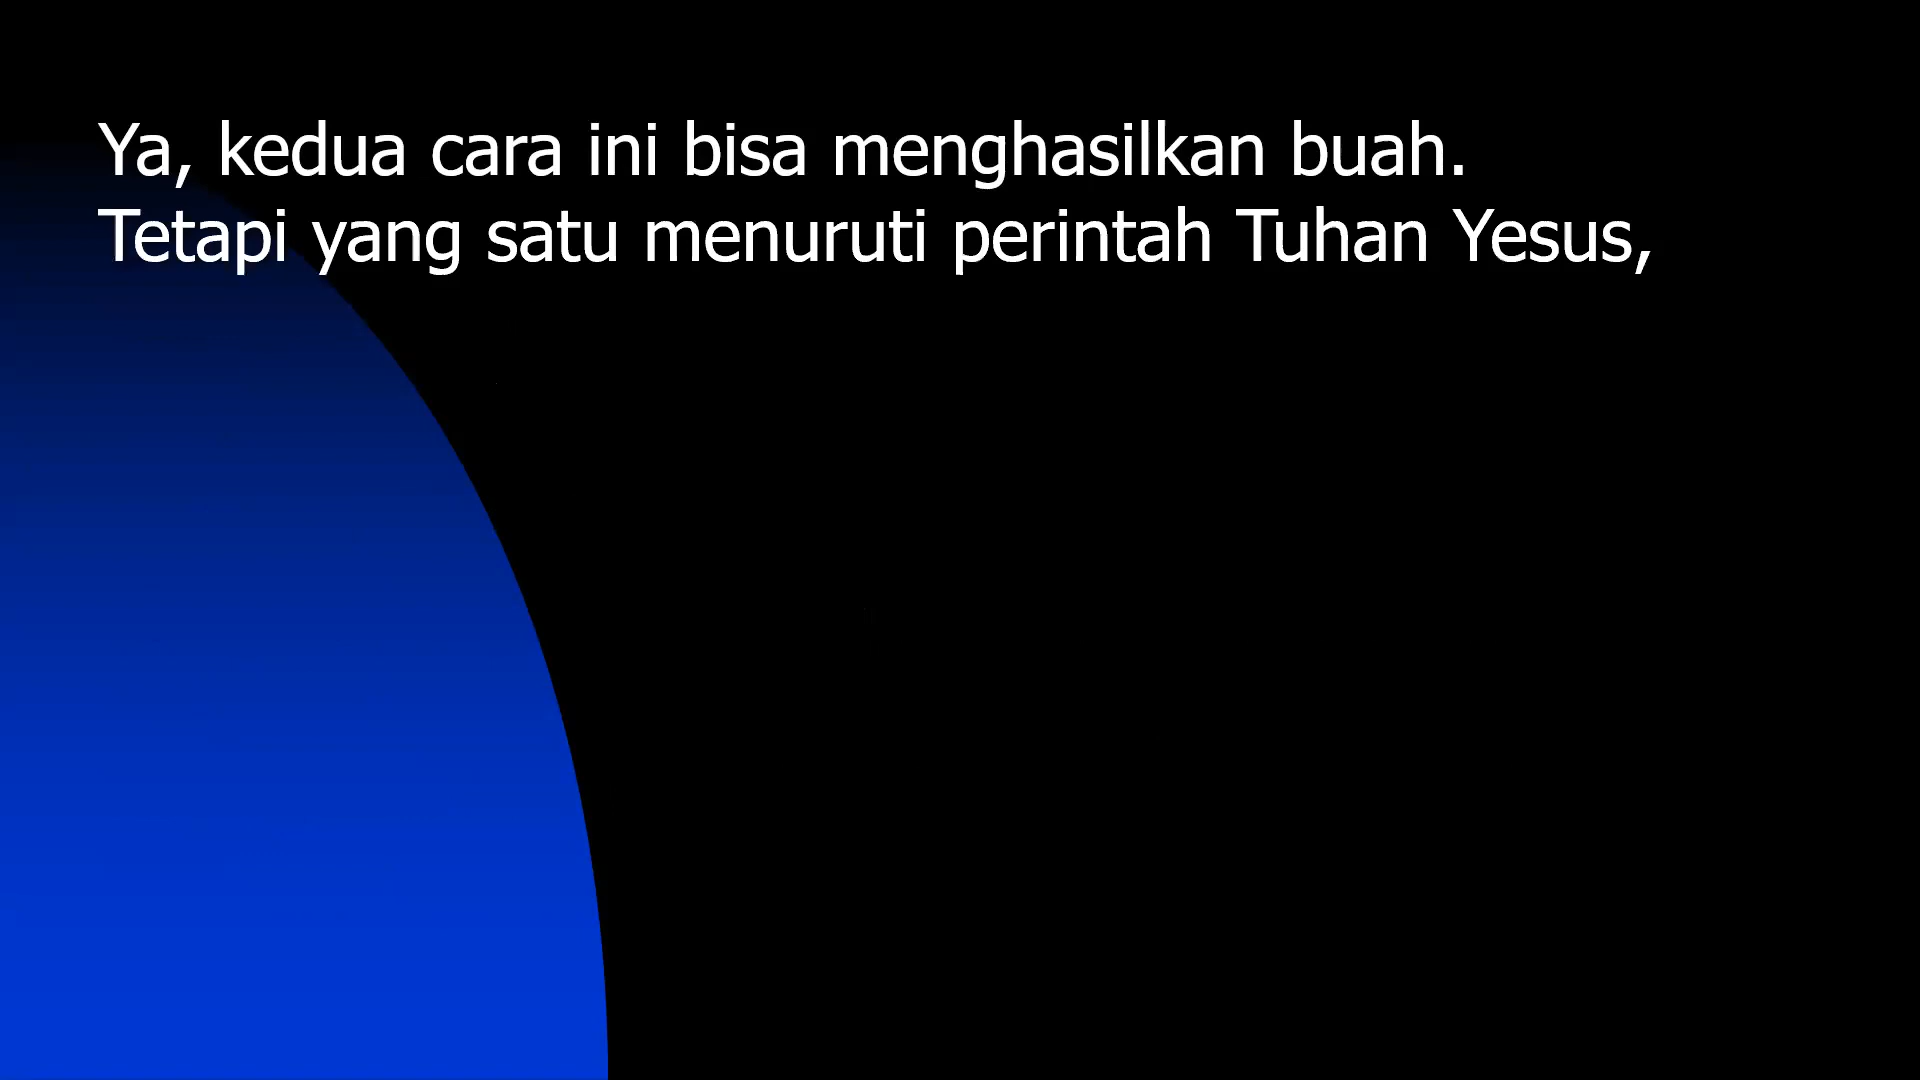 Ya, kedua cara ini bisa menghasilkan buah.
Tetapi yang satu menuruti perintah Tuhan Yesus,